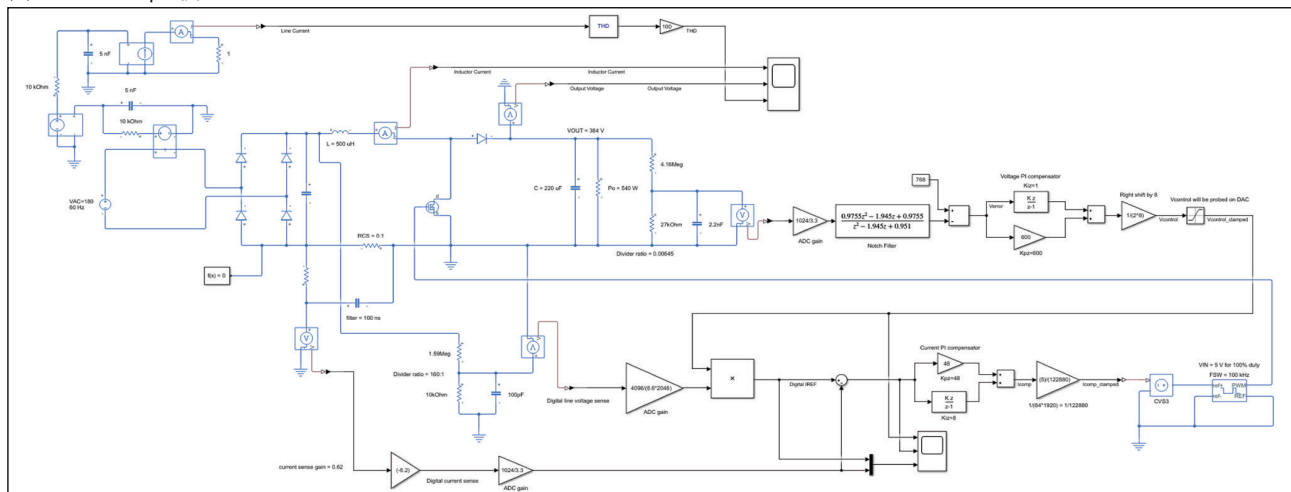 Line Current
THD
160
THD
5 nF
1
10 kOhm
5 nF
10 kOhm
Inductor Current
Inductor Current
Output Voltage
Output Voltage
L = 500 uH
VOUT = 384 V
VAC=180
60 Hz
C = 220 uF
Po = 540 W
4.16Meg
27kOhm
2.2nF
Divider ratio = 0.00645
1024/3.3
ADC gain
768
0.9755z² − 1.945z + 0.9755
z² − 1.945z + 0.951
Notch Filter
Verror
Voltage PI compensator
Kiz=1
K z
z-1
600
Kpz=600
Right shift by 8
1/(2^8)
Vcontrol
Vcontrol will be probed on DAC
Vcontrol_clamped
RCS = 0.1
f(x) = 0
filter = 100 ns
1.59Meg
Divider ratio = 160:1
10kOhm
100pF
Digital line voltage sense
4096/(6.6*2048)
ADC gain
×
Digital IREF
Current PI compensator
48
Kpz=48
K z
z-1
Kiz=8
Icomp
(5)/(122880)
Icomp_clamped
1/(64*1920) = 1/122880
CVS3
VIN = 5 V for 100% duty
FSW = 100 kHz
ref+
PWM
ref-
REF
current sense gain = 0.62
(-6.2)
Digital current sense
1024/3.3
ADC gain